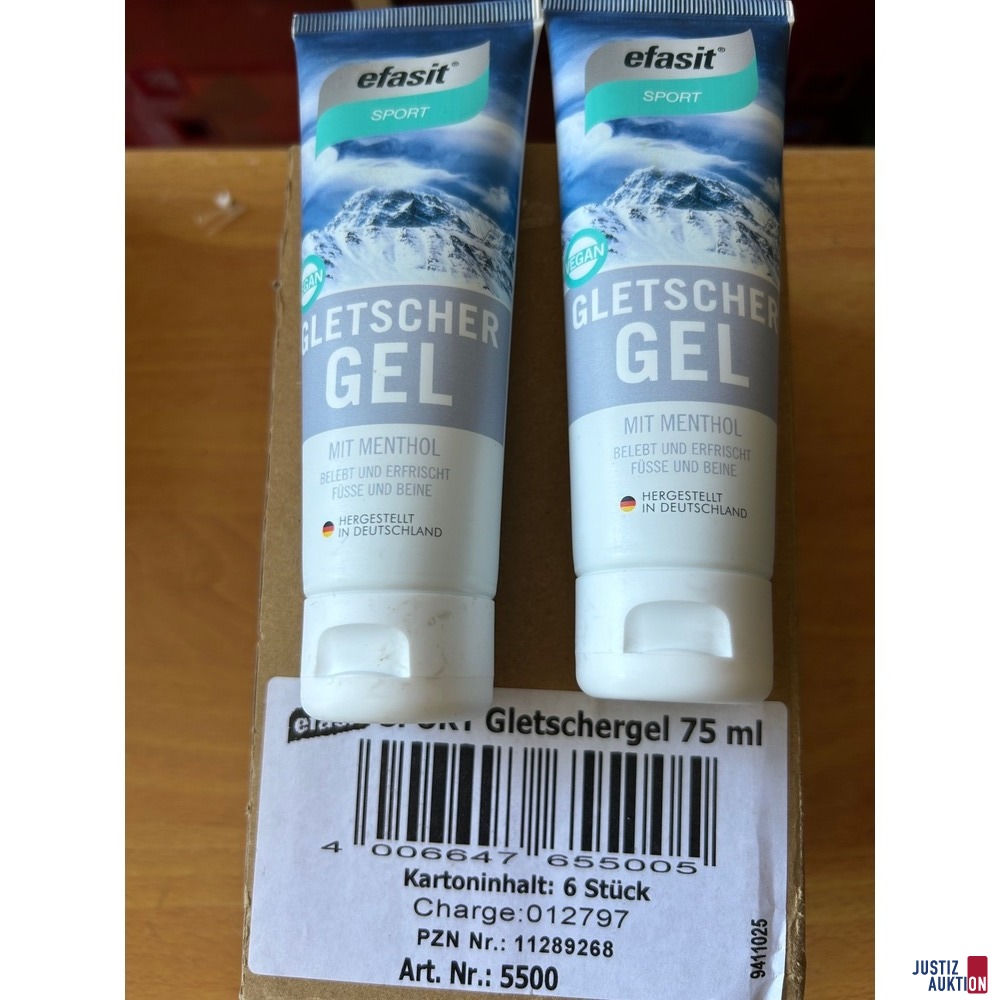 efasit®
SPORT
VEGAN
GLETSCHER
GEL
MIT MENTHOL
BELEBT UND ERFRISCHT
FÜSSE UND BEINE
HERGESTELLT
IN DEUTSCHLAND
efasit®
SPORT
VEGAN
GLETSCHER
GEL
MIT MENTHOL
BELEBT UND ERFRISCHT
FÜSSE UND BEINE
HERGESTELLT
IN DEUTSCHLAND
efasit SPORT Gletschergel 75 ml
4 006647 655005
Kartoninhalt: 6 Stück
Charge:012797
PZN Nr.: 11289268
Art. Nr.: 5500
9411025
JUSTIZ
AUKTION